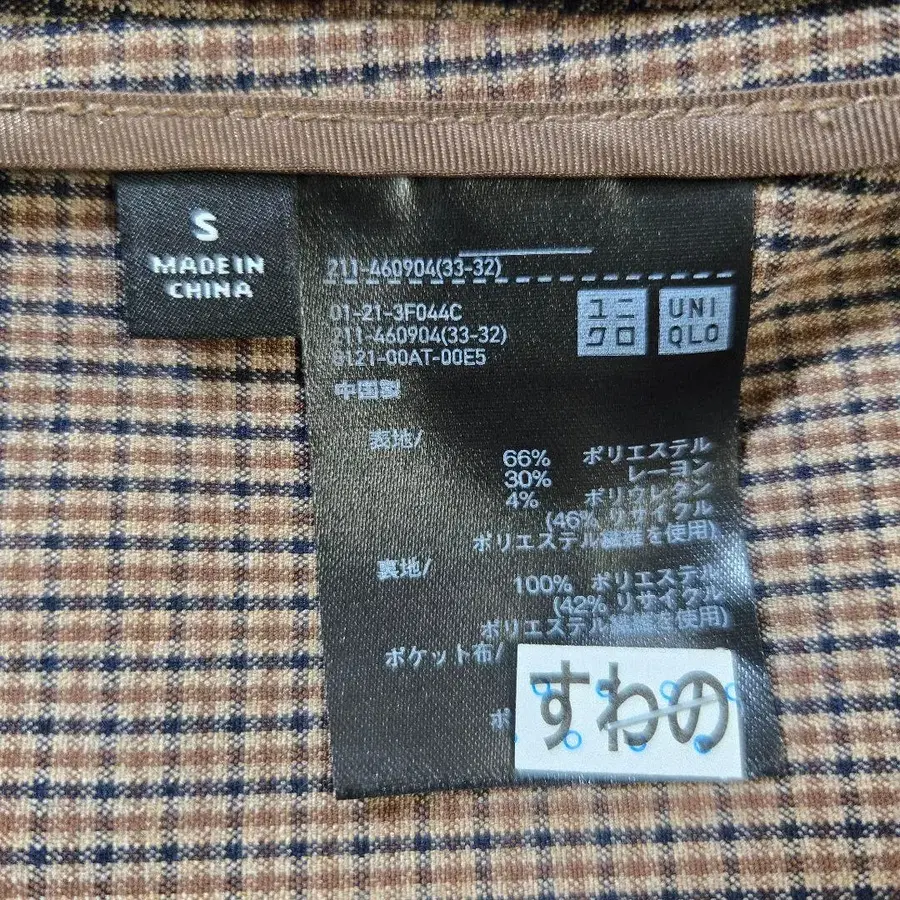 S
MADE IN
CHINA
211-460904(33-32)
01-21-3F044C
211-460904(33-32)
0121-00AT-00E5
ユニ
クロ
UNI
QLO
中国製
表地/
66% ポリエステル
30% レーヨン
4% ポリウレタン
(46% リサイクル
ポリエステル繊維を使用)
裏地/
100% ポリエステル
(42% リサイクル
ポリエステル繊維を使用)
ポケット布/
ポ
すわの